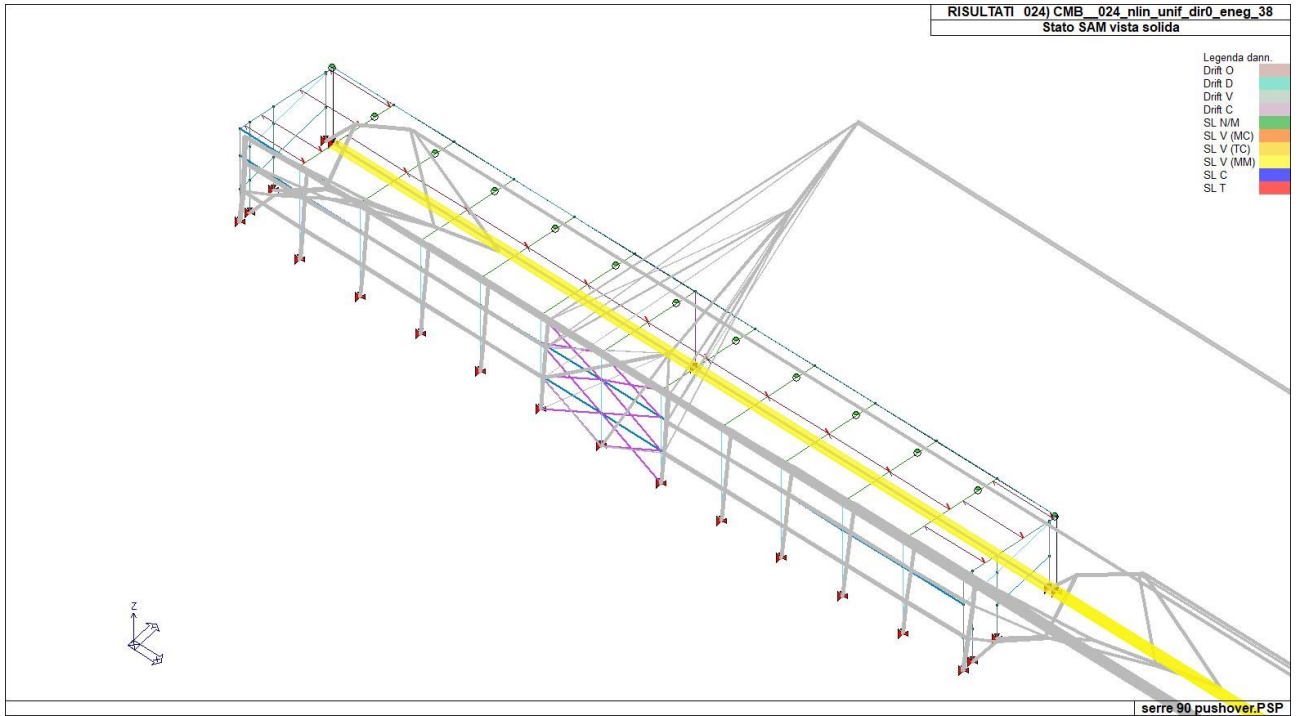 RISULTATI 024) CMB__024_nlin_unif_dir0_eneg_38
Stato SAM vista solida
Legenda dann.
Drift O
Drift D
Drift V
Drift C
SL N/M
SL V (MC)
SL V (TC)
SL V (MM)
SL C
SL T
Z
serre 90 pushover.PSP